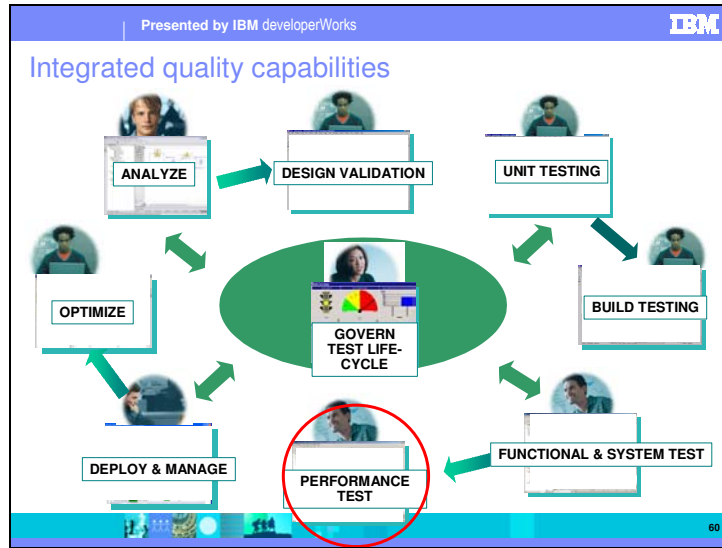 Presented by IBM developerWorks
IBM
Integrated quality capabilities
ANALYZE
DESIGN VALIDATION
UNIT TESTING
OPTIMIZE
BUILD TESTING
GOVERN
TEST LIFE-
CYCLE
DEPLOY & MANAGE
PERFORMANCE
TEST
FUNCTIONAL & SYSTEM TEST
60